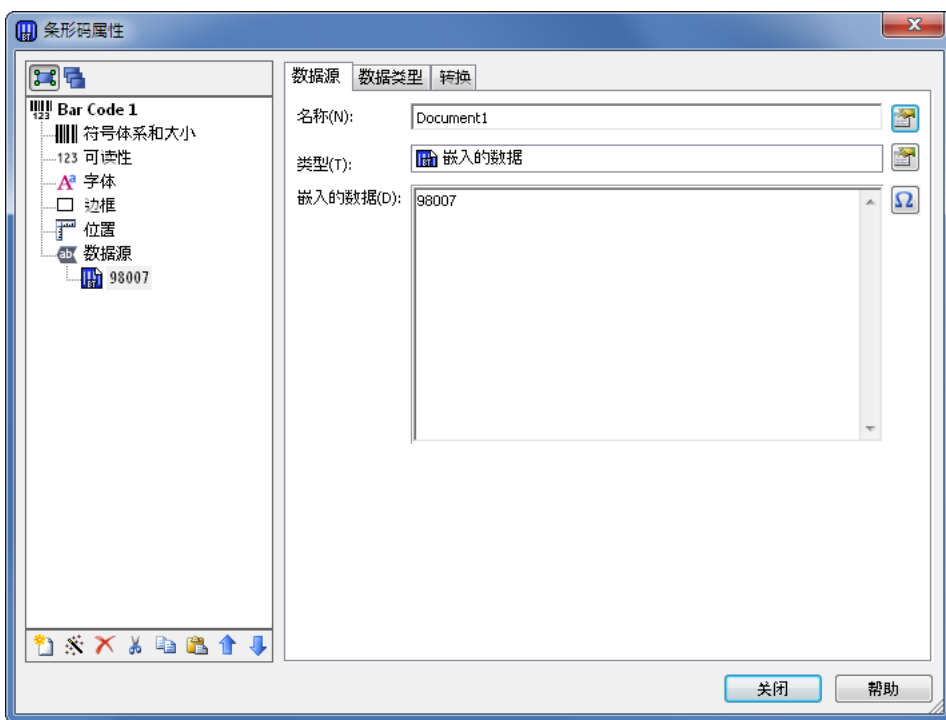 条形码属性
数据源 数据类型 转换
Bar Code 1
符号体系和大小
123 可读性
字体
边框
位置
数据源
98007
名称(N): Document1
类型(T): 嵌入的数据
嵌入的数据(D): 98007
关闭 帮助